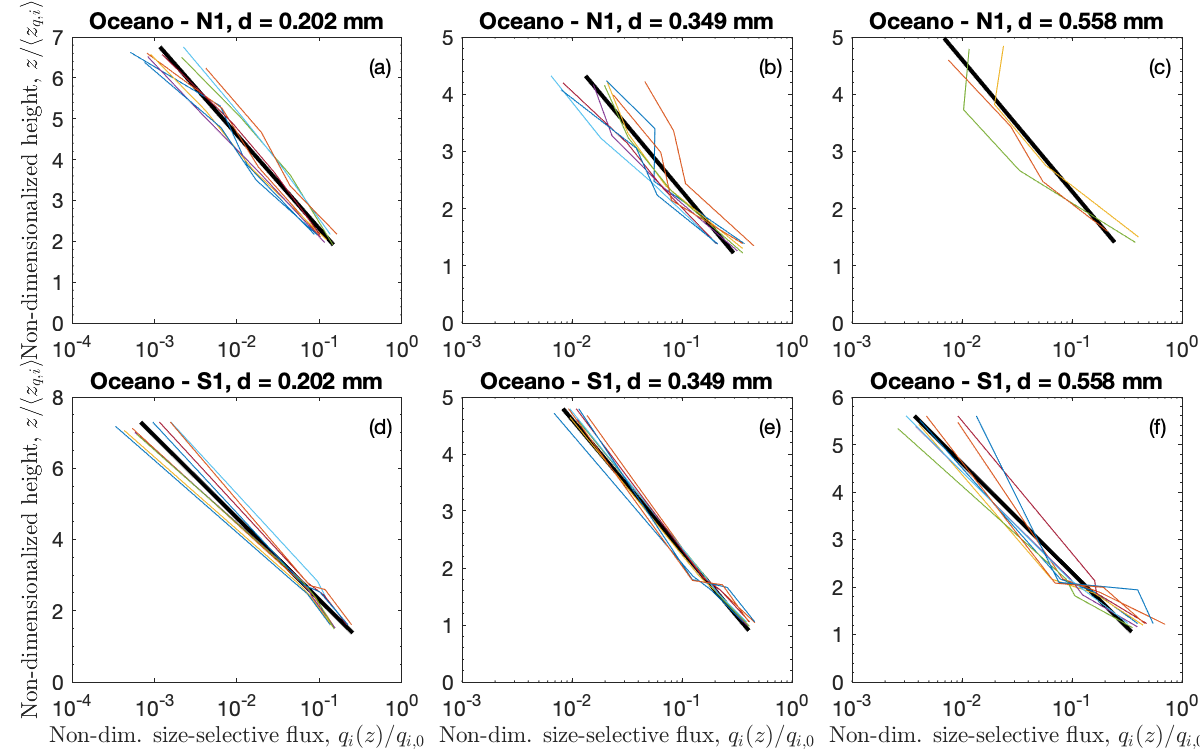 Oceano - N1, d = 0.202 mm
Oceano - N1, d = 0.349 mm
Oceano - N1, d = 0.558 mm
Non-dimensionalized height, z/⟨z_{q,i}⟩
7
6
5
4
3
2
1
0
(a)
10^{-4} 10^{-3} 10^{-2} 10^{-1} 10^{0}
5
4
3
2
1
0
(b)
10^{-2} 10^{-1} 10^{0}
5
4
3
2
1
0
(c)
10^{-3} 10^{-2} 10^{-1} 10^{0}
Oceano - S1, d = 0.202 mm
Oceano - S1, d = 0.349 mm
Oceano - S1, d = 0.558 mm
Non-dimensionalized height, z/⟨z_{q,i}⟩
8
6
4
2
0
(d)
10^{-4} 10^{-3} 10^{-2} 10^{-1} 10^{0}
Non-dim. size-selective flux, q_i(z)/q_{i,0}
5
4
3
2
1
0
(e)
10^{-3} 10^{-2} 10^{-1} 10^{0}
Non-dim. size-selective flux, q_i(z)/q_{i,0}
6
5
4
3
2
1
0
(f)
10^{-3} 10^{-2} 10^{-1} 10^{0}
Non-dim. size-selective flux, q_i(z)/q_{i,0}